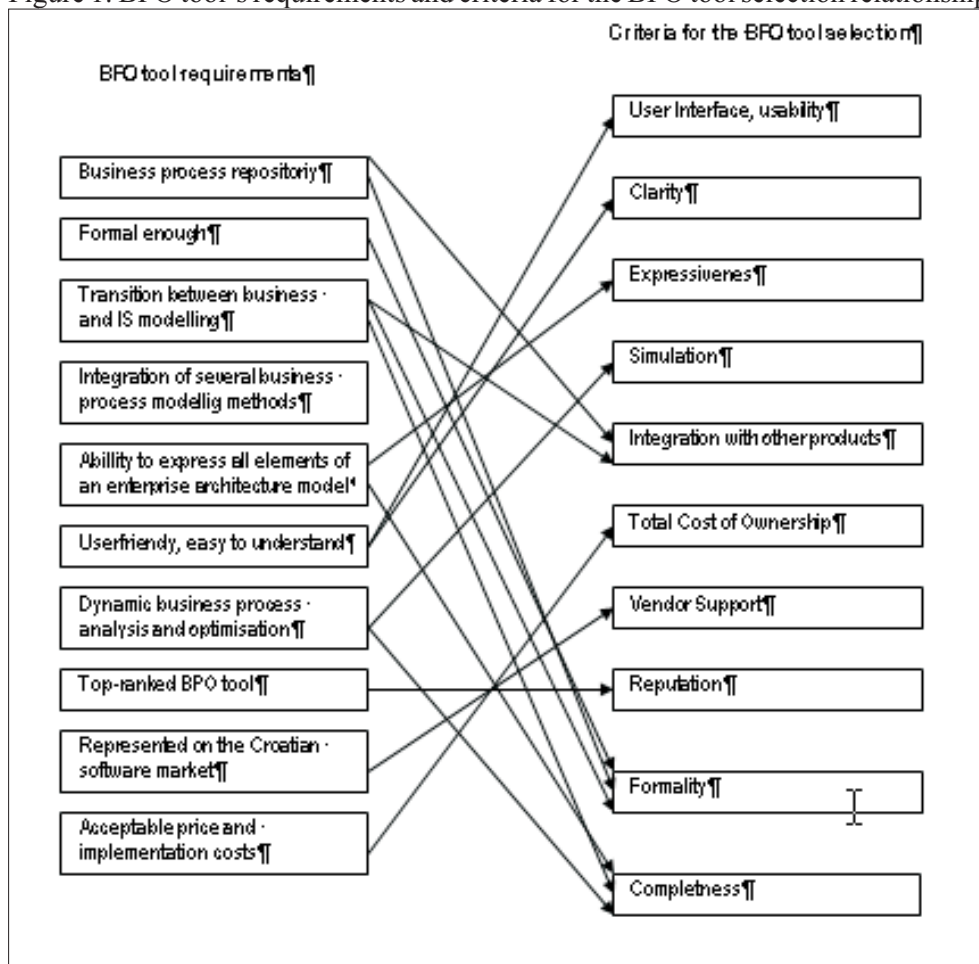 Figure 1: BPO tool's requirements and criteria for the BPO tool selection relationship
Criteria for the BPO tool selection¶
BPO tool requirements¶
Business process repositoriy¶
Formal enough¶
Transition between business ·
and IS modelling¶
Integration of several business ·
process modellig methods¶
Abillity to express all elements of
an enterprise architecture model¶
Userfriendy, easy to understand¶
Dynamic business process ·
analysis and optimisation¶
Top-ranked BPO tool¶
Represented on the Croatian ·
software market¶
Acceptable price and ·
implementation costs¶
User Interface, usability¶
Clarity¶
Expressivenes¶
Simulation¶
Integration with other products¶
Total Cost of Ownership¶
Vendor Support¶
Reputation¶
Formality¶
Completness¶